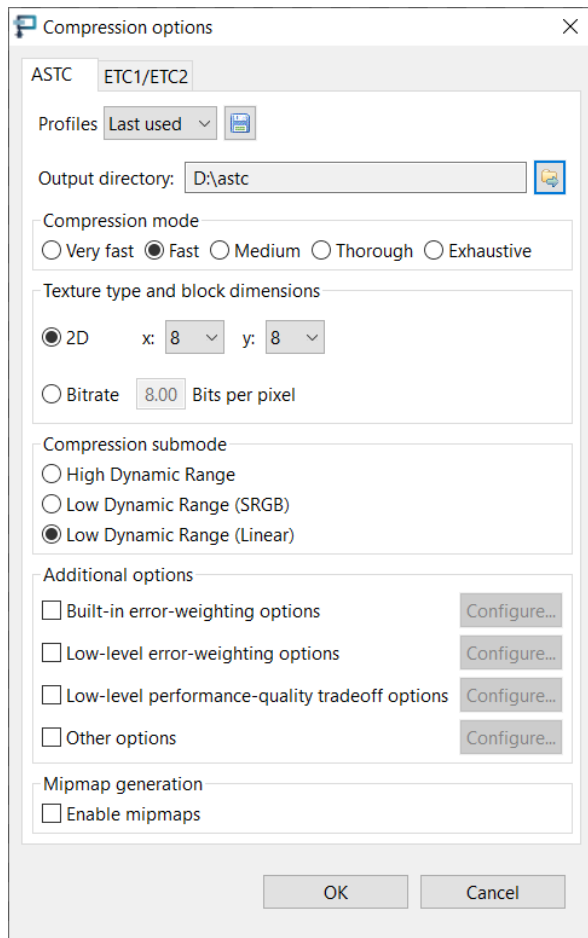 Compression options
ASTC ETC1/ETC2
Profiles Last used
Output directory: D:\astc
Compression mode
Very fast Fast Medium Thorough Exhaustive
Texture type and block dimensions
2D x: 8 y: 8
Bitrate 8.00 Bits per pixel
Compression submode
High Dynamic Range
Low Dynamic Range (SRGB)
Low Dynamic Range (Linear)
Additional options
Built-in error-weighting options Configure...
Low-level error-weighting options Configure...
Low-level performance-quality tradeoff options Configure...
Other options Configure...
Mipmap generation
Enable mipmaps
OK Cancel